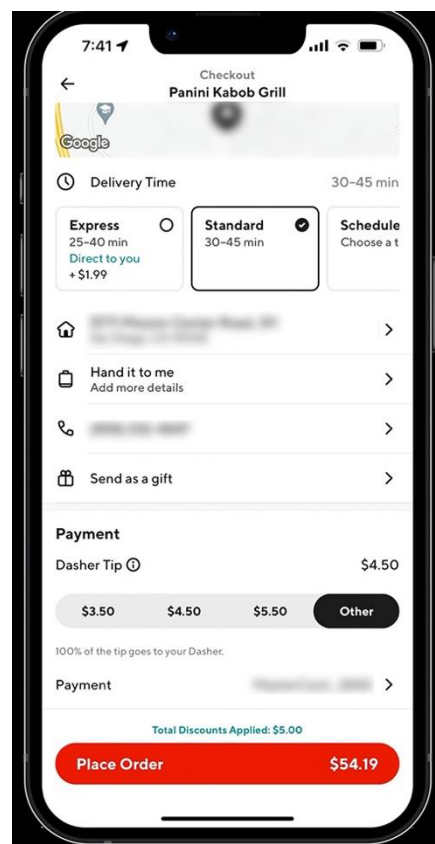 7:41
Checkout
Panini Kabob Grill
Google
Delivery Time 30–45 min
Express
25–40 min
Direct to you
+ $1.99
Standard
30–45 min
Schedule
Choose a t
Hand it to me
Add more details
Send as a gift
Payment
Dasher Tip $4.50
$3.50 $4.50 $5.50 Other
100% of the tip goes to your Dasher.
Payment
Total Discounts Applied: $5.00
Place Order $54.19